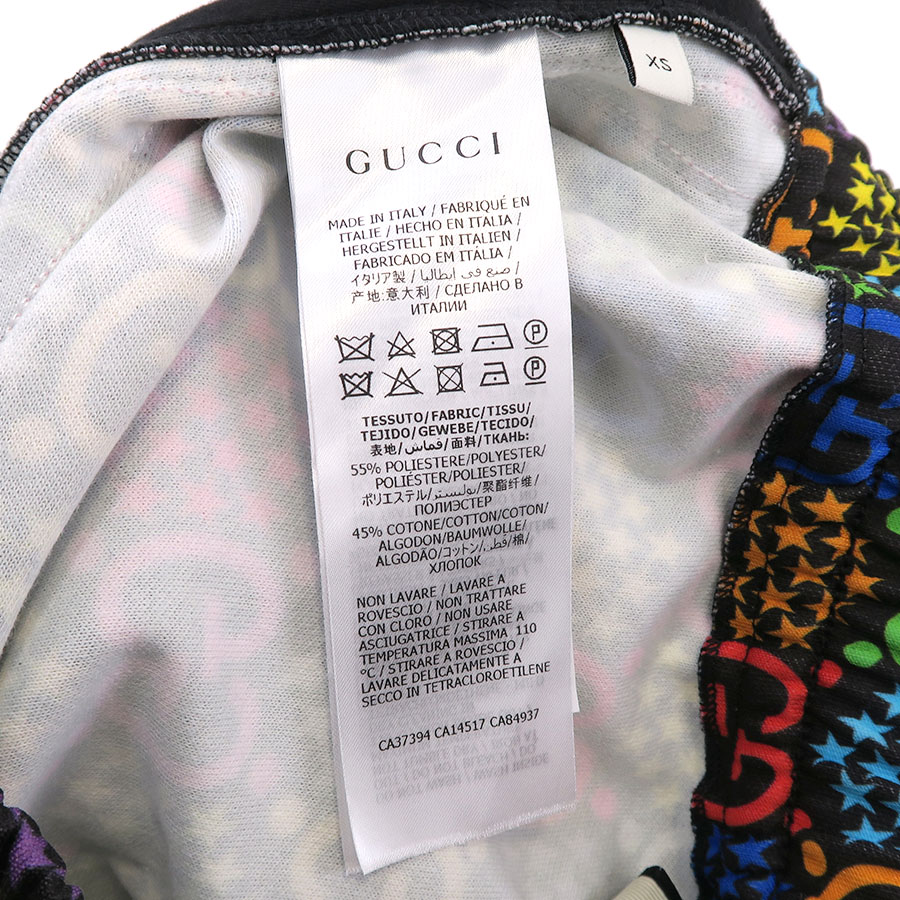 XS
GUCCI
MADE IN ITALY / FABRIQUÉ EN
ITALIE / HECHO EN ITALIA /
HERGESTELLT IN ITALIEN /
FABRICADO EM ITÁLIA /
イタリア製 / صنع في ايطاليا /
产地:意大利 / СДЕЛАНО В
ИТАЛИИ
TESSUTO/FABRIC/TISSU/
TEJIDO/GEWEBE/TECIDO/
表地/قماش/面料/ТКАНЬ:
55% POLIESTERE/POLYESTER/
POLIÉSTER/POLIESTER/
ポリエステル/بوليستر/聚酯纤维/
ПОЛИЭСТЕР
45% COTONE/COTTON/COTON/
ALGODON/BAUMWOLLE/
ALGODÃO/コットン/قطن/棉/
ХЛОПОК
NON LAVARE / LAVARE A
ROVESCIO / NON TRATTARE
CON CLORO / NON USARE
ASCIUGATRICE / STIRARE A
TEMPERATURA MASSIMA 110
°C / STIRARE A ROVESCIO /
LAVARE DELICATAMENTE A
SECCO IN TETRACLOROETILENE
CA37394 CA14517 CA84937